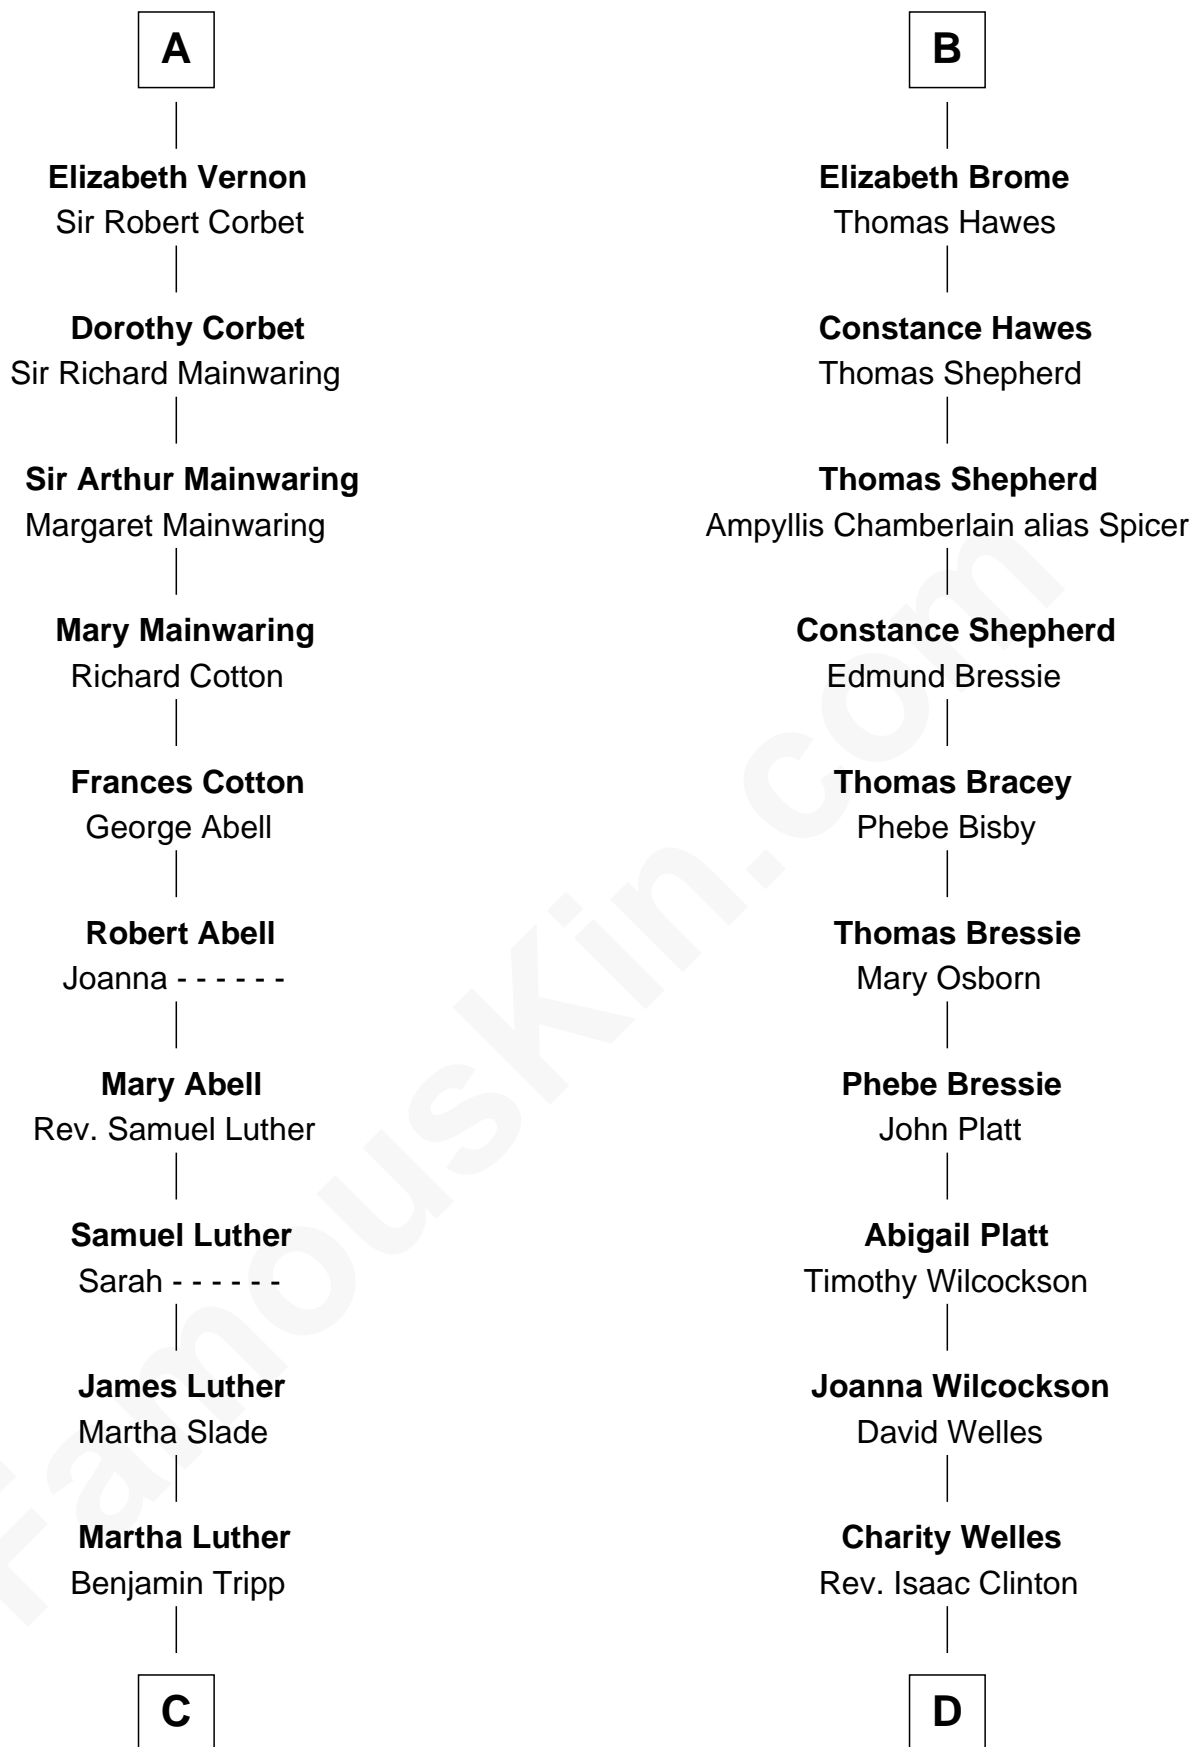 A
Elizabeth Vernon
Sir Robert Corbet
Dorothy Corbet
Sir Richard Mainwaring
Sir Arthur Mainwaring
Margaret Mainwaring
Mary Mainwaring
Richard Cotton
Frances Cotton
George Abell
Robert Abell
Joanna - - - - - -
Mary Abell
Rev. Samuel Luther
Samuel Luther
Sarah - - - - - -
James Luther
Martha Slade
Martha Luther
Benjamin Tripp
C
B
Elizabeth Brome
Thomas Hawes
Constance Hawes
Thomas Shepherd
Thomas Shepherd
Ampyllis Chamberlain alias Spicer
Constance Shepherd
Edmund Bressie
Thomas Bracey
Phebe Bisby
Thomas Bressie
Mary Osborn
Phebe Bressie
John Platt
Abigail Platt
Timothy Wilcockson
Joanna Wilcockson
David Welles
Charity Welles
Rev. Isaac Clinton
D
FamousKin.com